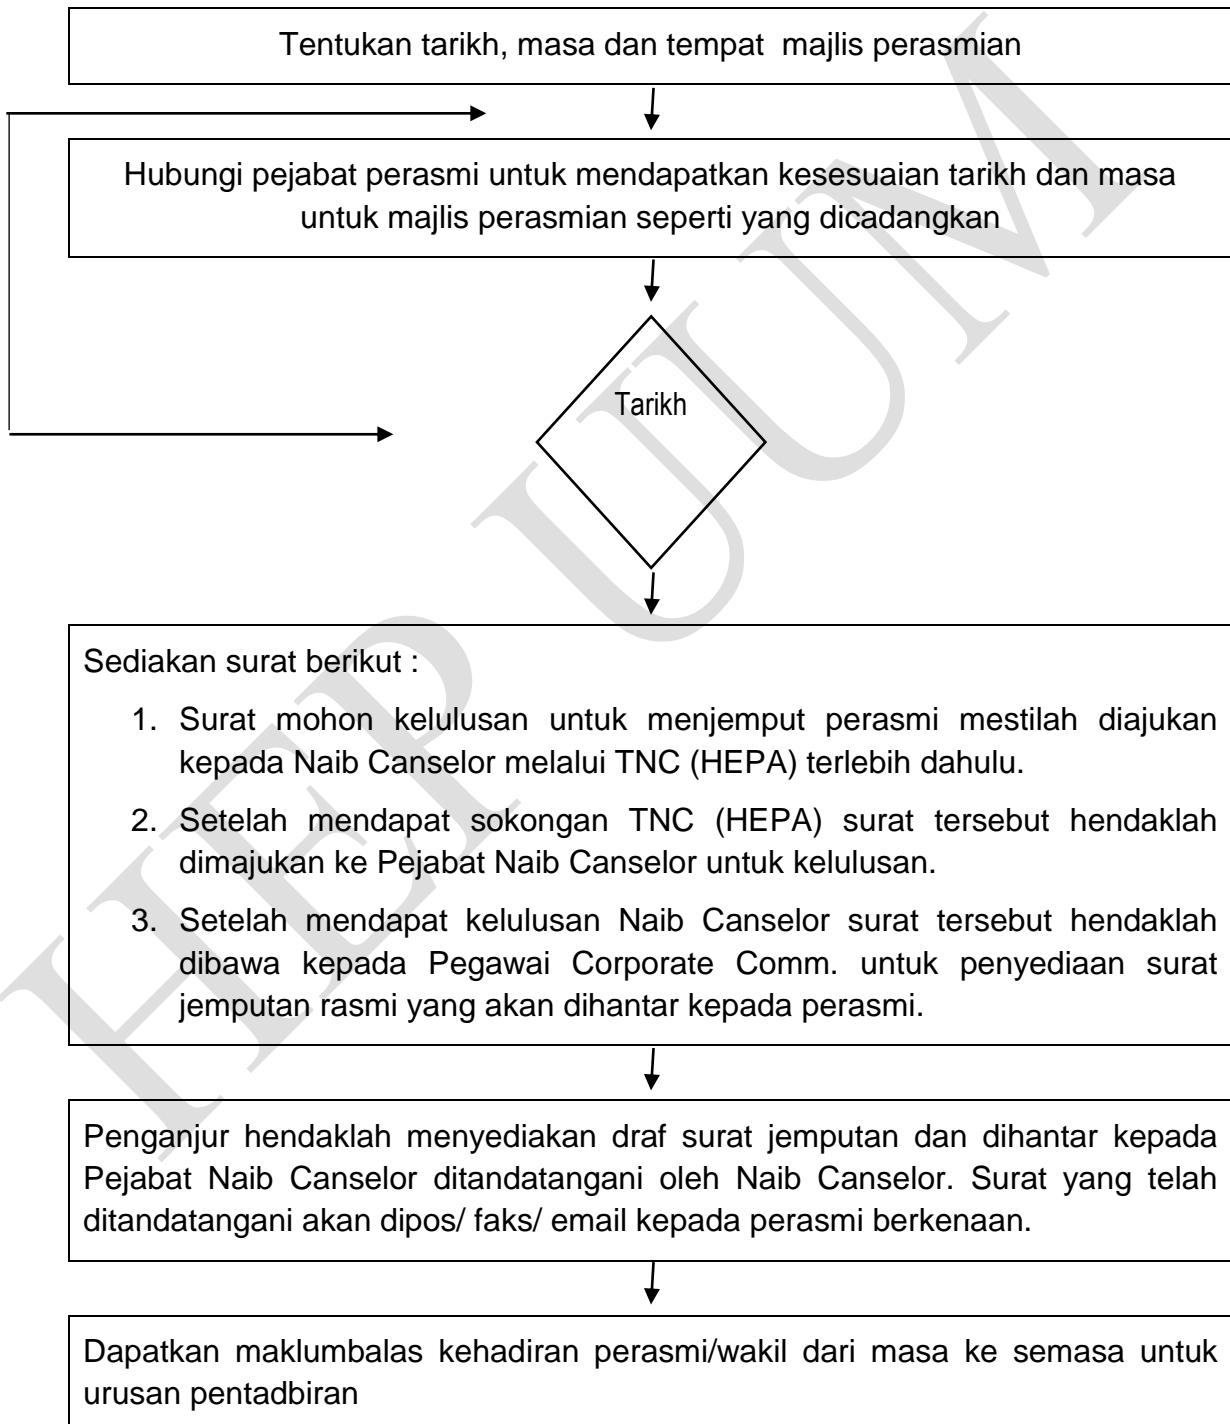 Tentukan tarikh, masa dan tempat majlis perasmian
Hubungi pejabat perasmi untuk mendapatkan kesesuaian tarikh dan masa
untuk majlis perasmian seperti yang dicadangkan
Tarikh
Sediakan surat berikut :
1. Surat mohon kelulusan untuk menjemput perasmi mestilah diajukan
kepada Naib Canselor melalui TNC (HEPA) terlebih dahulu.
2. Setelah mendapat sokongan TNC (HEPA) surat tersebut hendaklah
dimajukan ke Pejabat Naib Canselor untuk kelulusan.
3. Setelah mendapat kelulusan Naib Canselor surat tersebut hendaklah
dibawa kepada Pegawai Corporate Comm. untuk penyediaan surat
jemputan rasmi yang akan dihantar kepada perasmi.
Penganjur hendaklah menyediakan draf surat jemputan dan dihantar kepada
Pejabat Naib Canselor ditandatangani oleh Naib Canselor. Surat yang telah
ditandatangani akan dipos/ faks/ email kepada perasmi berkenaan.
Dapatkan maklumbalas kehadiran perasmi/wakil dari masa ke semasa untuk
urusan pentadbiran
HEP UUM